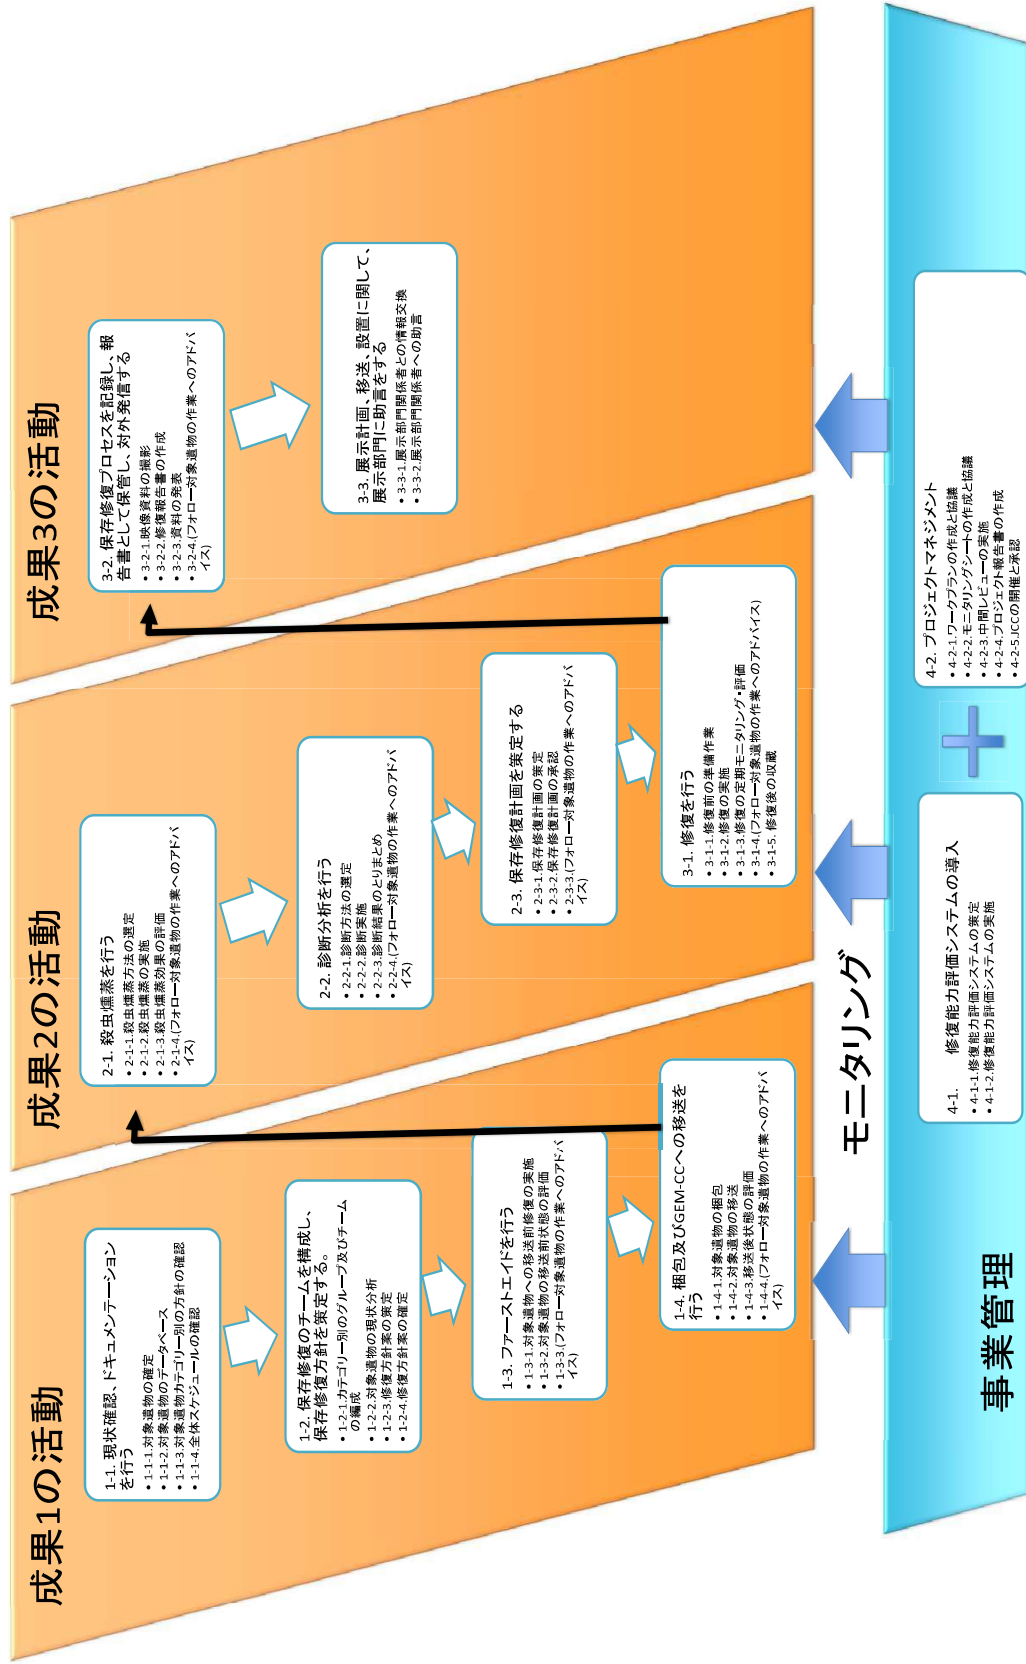 成果1の活動
1-1. 現状確認、ドキュメンテーション
を行う
• 1-1-1.対象遺物の確定
• 1-1-2.対象遺物のデータベース
• 1-1-3.対象遺物カテゴリー別の方針の確認
• 1-1-4.全体スケジュールの確認
1-2. 保存修復のチームを構成し、
保存修復方針を策定する。
• 1-2-1.カテゴリー別のグループ及びチーム
の編成
• 1-2-2.対象遺物の現状分析
• 1-2-3.修復方針案の策定
• 1-2-4.修復方針案の確定
1-3. ファーストエイドを行う
• 1-3-1.対象遺物への移送前修復の実施
• 1-3-2.対象遺物の移送前状態の評価
• 1-3-3.(フォロー対象遺物の作業へのアドバ
イス)
1-4. 梱包及びGEM-CCへの移送を
行う
• 1-4-1.対象遺物の梱包
• 1-4-2.対象遺物の移送
• 1-4-3.移送後状態の評価
• 1-4-4.(フォロー対象遺物の作業へのアドバ
イス)
成果2の活動
2-1. 殺虫燻蒸を行う
• 2-1-1.殺虫燻蒸方法の選定
• 2-1-2.殺虫燻蒸の実施
• 2-1-3.殺虫燻蒸効果の評価
• 2-1-4.(フォロー対象遺物の作業へのアドバ
イス)
2-2. 診断分析を行う
• 2-2-1.診断方法の選定
• 2-2-2.診断実施
• 2-2-3.診断結果のとりまとめ
• 2-2-4.(フォロー対象遺物の作業へのアドバ
イス)
2-3. 保存修復計画を策定する
• 2-3-1.保存修復計画の策定
• 2-3-2.保存修復計画の承認
• 2-3-3.(フォロー対象遺物の作業へのアドバ
イス)
3-1. 修復を行う
• 3-1-1.修復前の準備作業
• 3-1-2.修復の実施
• 3-1-3.修復の定期モニタリング・評価
• 3-1-4.(フォロー対象遺物の作業へのアドバイス)
• 3-1-5. 修復後の収蔵
成果3の活動
3-2. 保存修復プロセスを記録し、報
告書として保管し、対外発信する
• 3-2-1.映像資料の撮影
• 3-2-2.修復報告書の作成
• 3-2-3.資料の発表
• 3-2-4.(フォロー対象遺物の作業へのアドバ
イス)
3-3. 展示計画、移送、設置に関して、
展示部門に助言をする
• 3-3-1.展示部門関係者との情報交換
• 3-3-2.展示部門関係者への助言
モニタリング
事業管理
4-1. 修復能力評価システムの導入
• 4-1-1.修復能力評価システムの策定
• 4-1-2.修復能力評価システムの実施
4-2. プロジェクトマネジメント
• 4-2-1.ワークプランの作成と協議
• 4-2-2.モニタリングシートの作成と協議
• 4-2-3.中間レビューの実施
• 4-2-4.プロジェクト報告書の作成
• 4-2-5.JCCの開催と承認